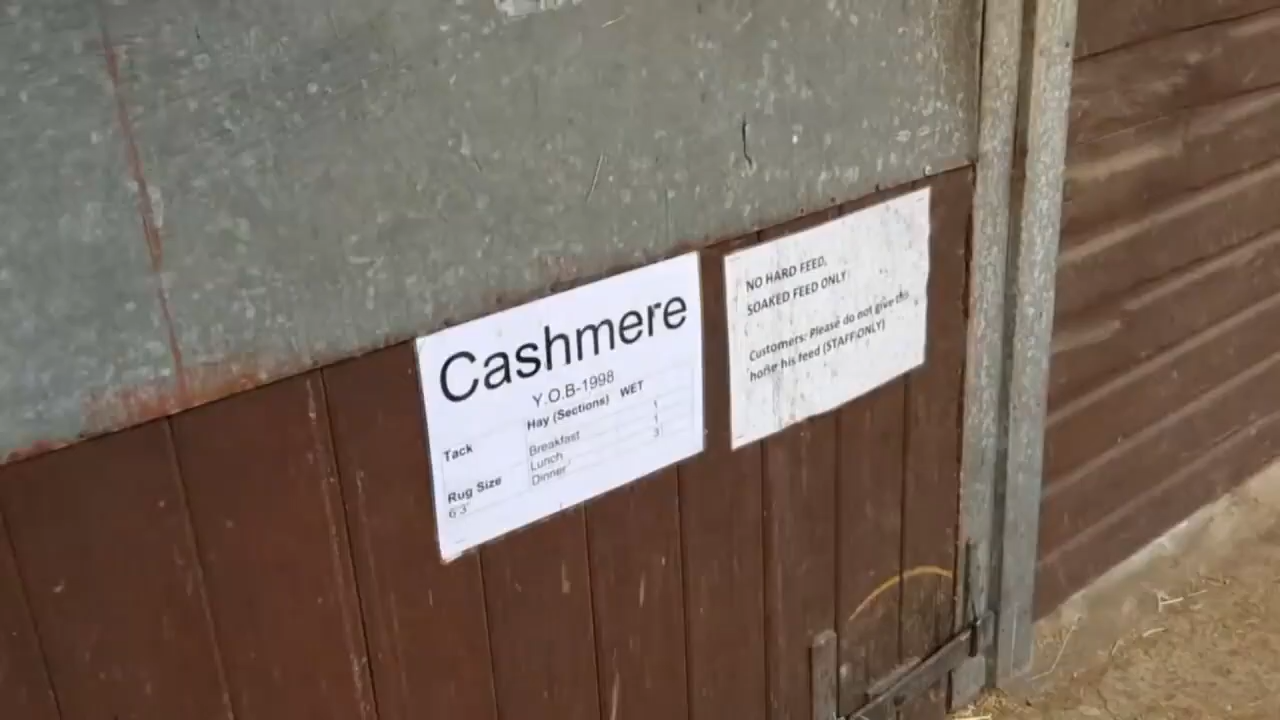 Cashmere
Y.O.B-1998
Tack Hay (Sections) WET
Breakfast 1
Lunch 1
Rug Size Dinner 3
6'3"
NO HARD FEED,
SOAKED FEED ONLY!
Customers: Please do not give this
horse his feed (STAFF ONLY)